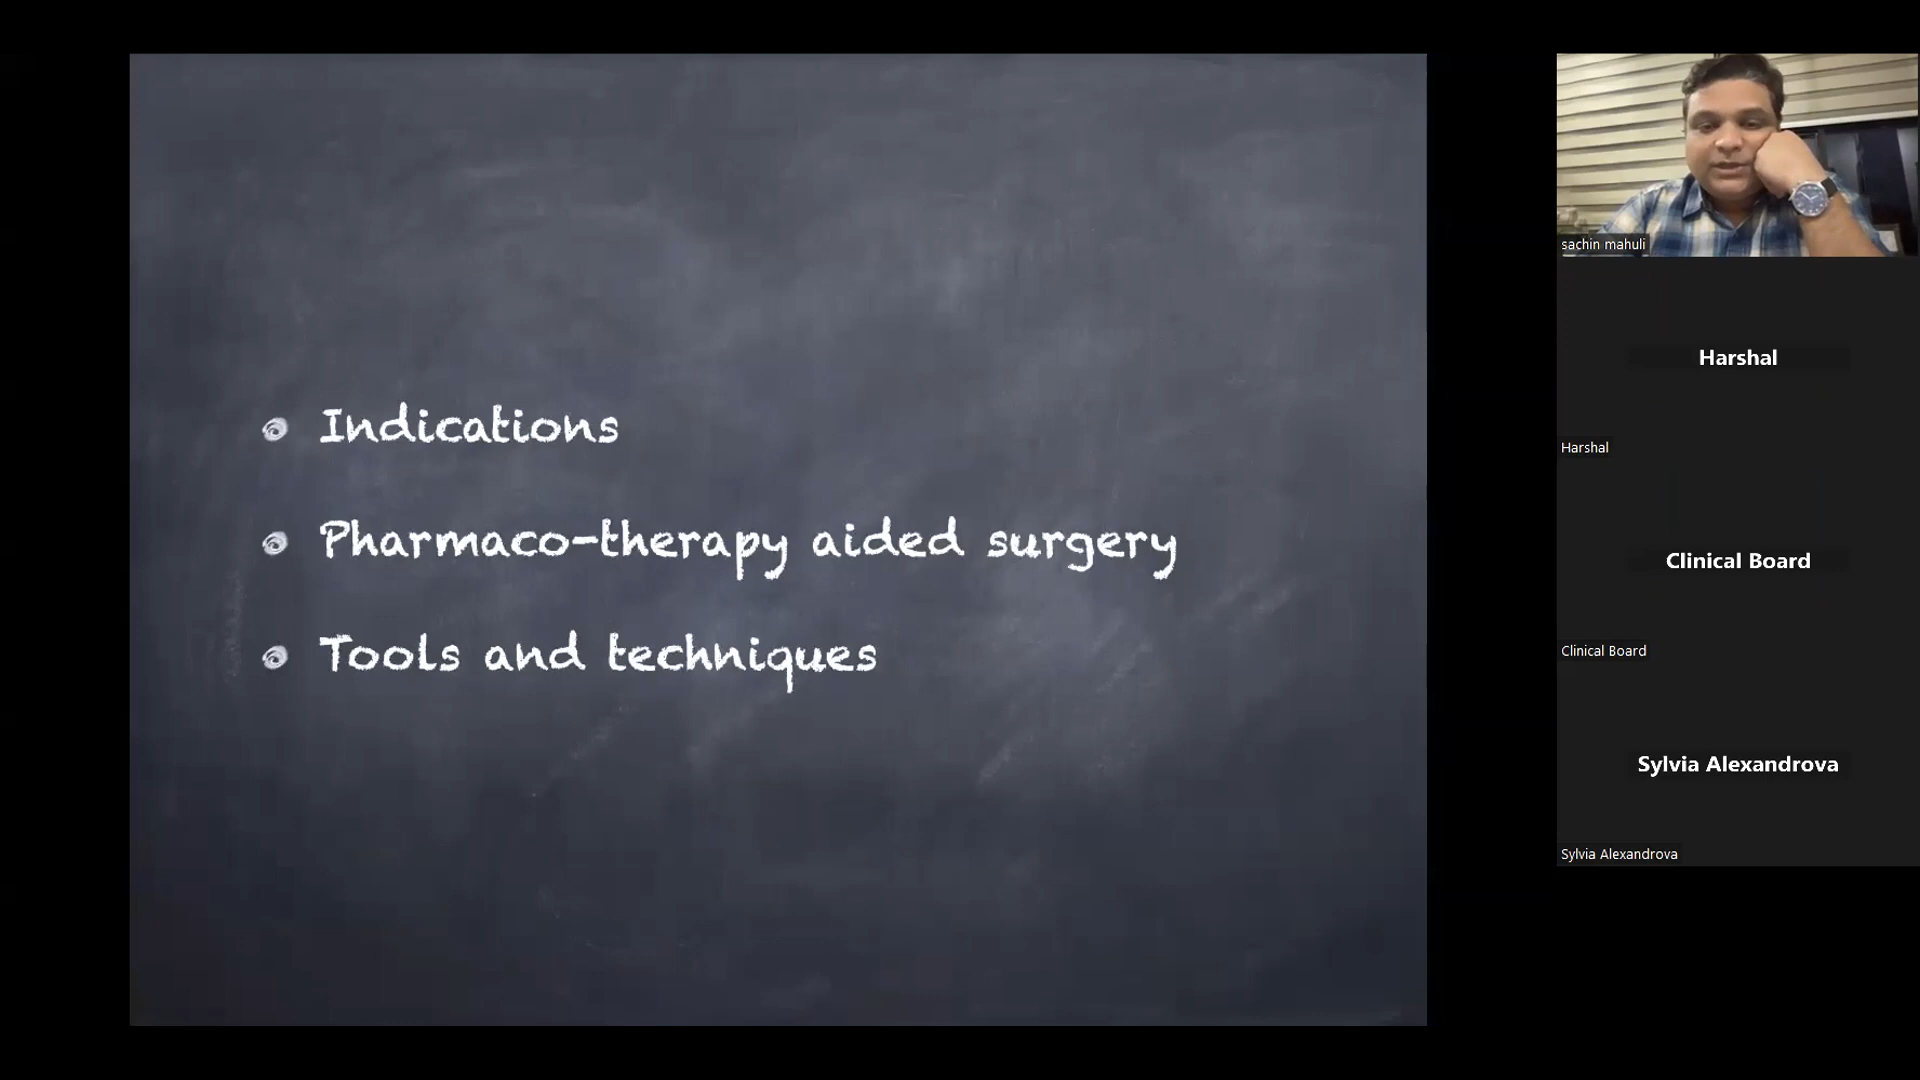 Indications
Pharmaco-therapy aided surgery
Tools and techniques
sachin mahuli
Harshal
Harshal
Clinical Board
Clinical Board
Sylvia Alexandrova
Sylvia Alexandrova